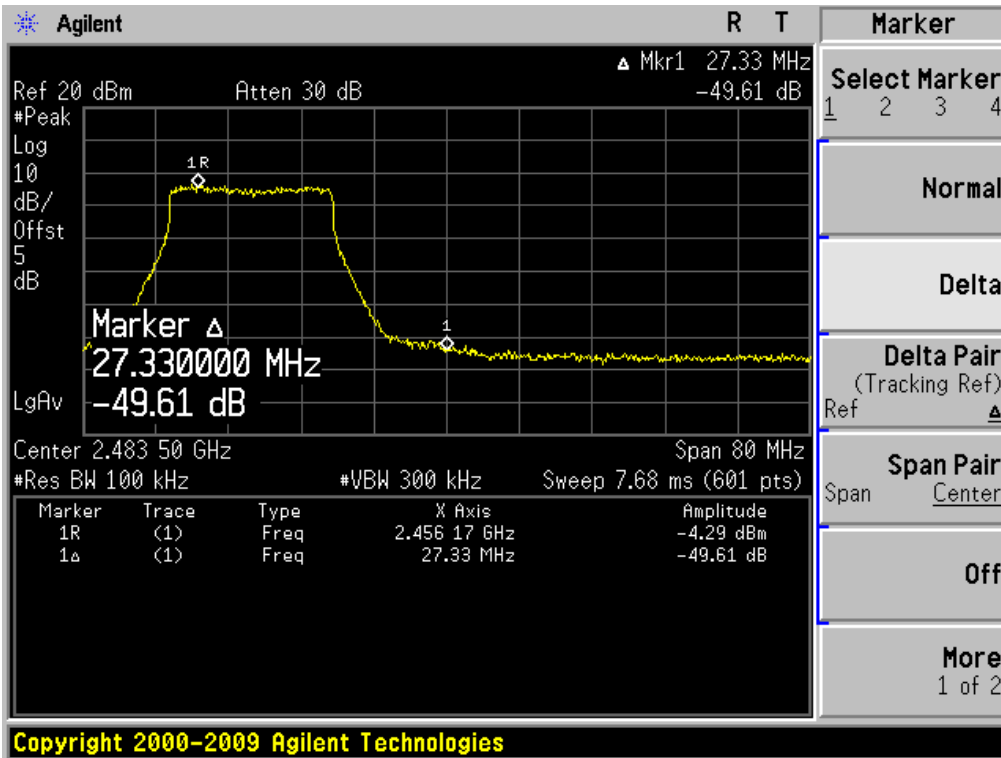 Agilent R T
Δ Mkr1 27.33 MHz
Ref 20 dBm Atten 30 dB -49.61 dB
#Peak
Log
10
dB/
Offst
5
dB
1R
1
Marker Δ
27.330000 MHz
-49.61 dB
LgAv
Center 2.483 50 GHz Span 80 MHz
#Res BW 100 kHz #VBW 300 kHz Sweep 7.68 ms (601 pts)
Marker Trace Type X Axis Amplitude
1R (1) Freq 2.456 17 GHz -4.29 dBm
1Δ (1) Freq 27.33 MHz -49.61 dB
Marker
Select Marker
1 2 3 4
Normal
Delta
Delta Pair
(Tracking Ref)
Ref Δ
Span Pair
Span Center
Off
More
1 of 2
Copyright 2000-2009 Agilent Technologies